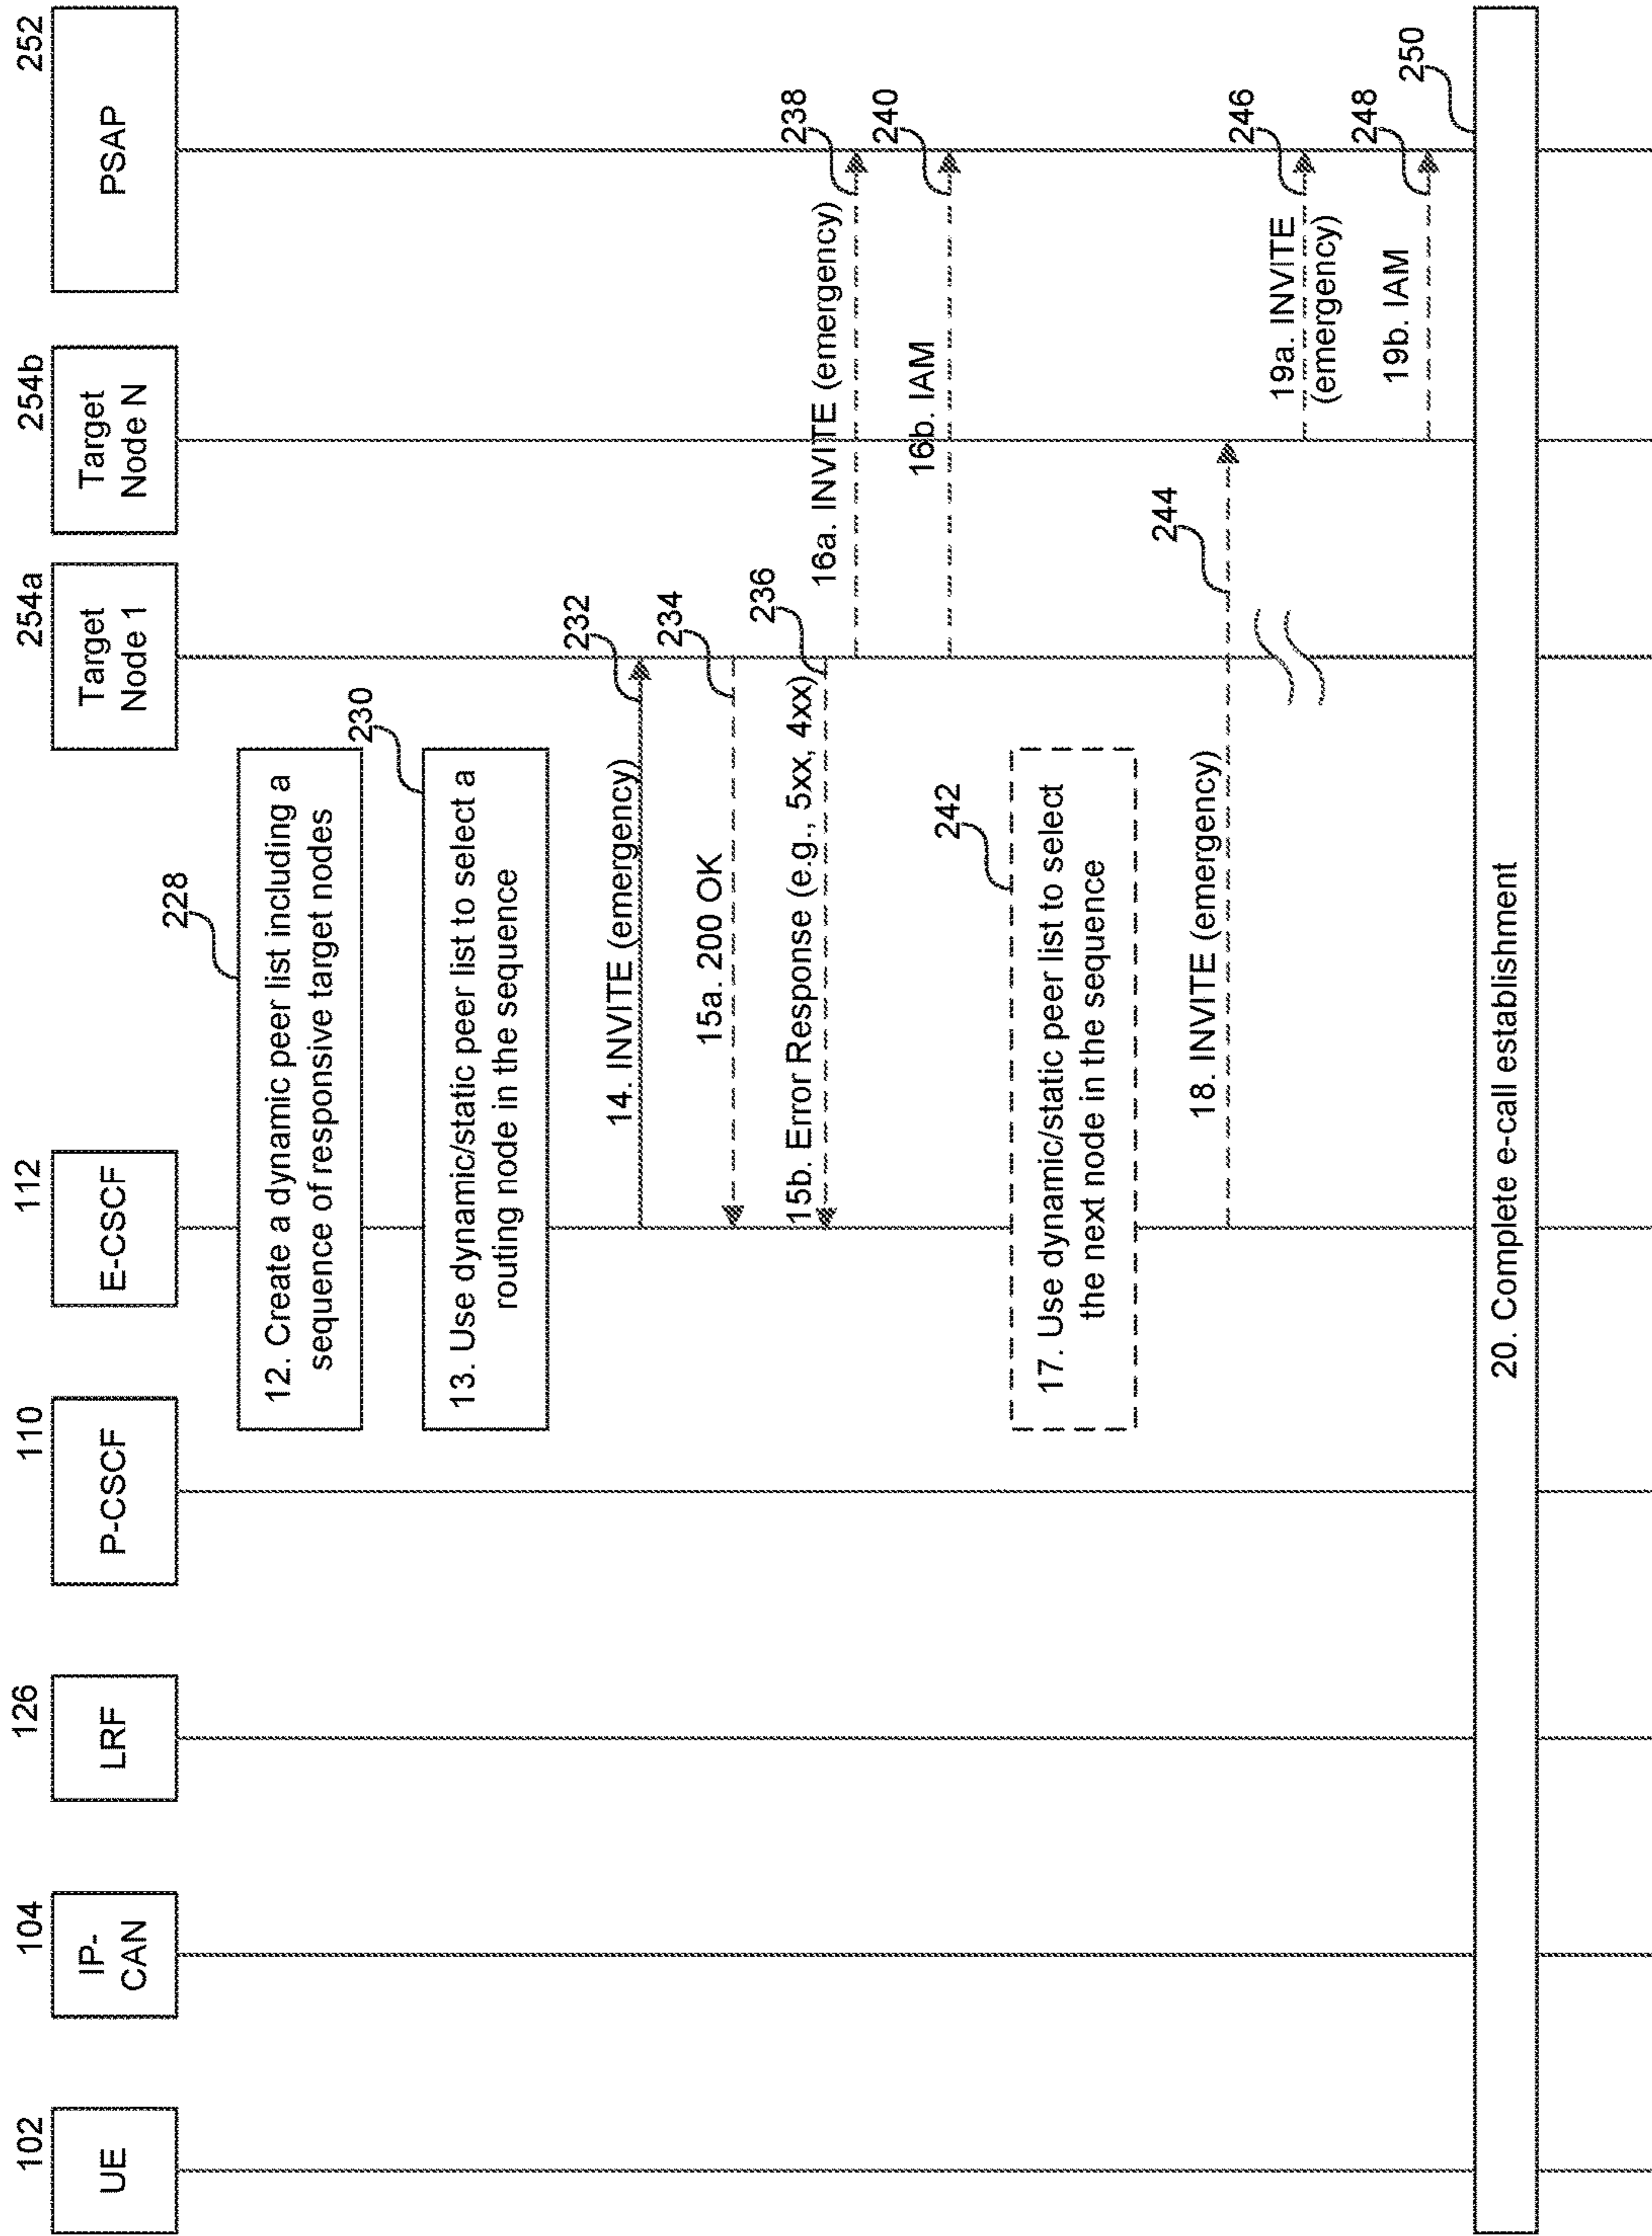 102
104
126
110
112
254a
254b
252
UE
IP-
CAN
LRF
P-CSCF
E-CSCF
Target
Node 1
Target
Node N
PSAP
228
12. Create a dynamic peer list including a
sequence of responsive target nodes
230
13. Use dynamic/static peer list to select a
routing node in the sequence
232
14. INVITE (emergency)
234
15a. 200 OK
236
15b. Error Response (e.g., 5xx, 4xx)
238
16a. INVITE (emergency)
240
16b. IAM
242
17. Use dynamic/static peer list to select
the next node in the sequence
244
18. INVITE (emergency)
246
19a. INVITE
(emergency)
248
19b. IAM
250
20. Complete e-call establishment